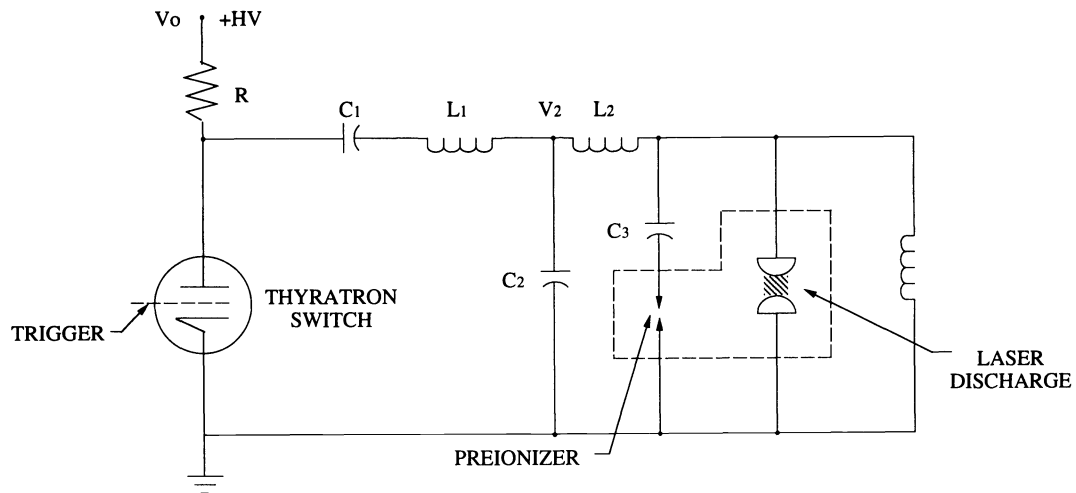 Vo +HV
R
C1 L1 V2 L2
C3
C2
THYRATRON
SWITCH
TRIGGER
LASER
DISCHARGE
PREIONIZER